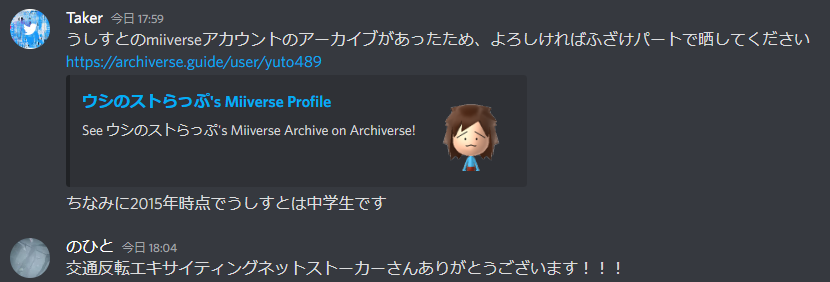 Taker 今日 17:59
うしすとのmiiverseアカウントのアーカイブがあったため、よろしければふざけパートで晒してください
https://archiverse.guide/user/yuto489
ウシのストらっぷ's Miiverse Profile
See ウシのストらっぷ's Miiverse Archive on Archiverse!
ちなみに2015年時点でうしすとは中学生です
のひと 今日 18:04
交通反転エキサイティングネットストーカーさんありがとうございます！！！